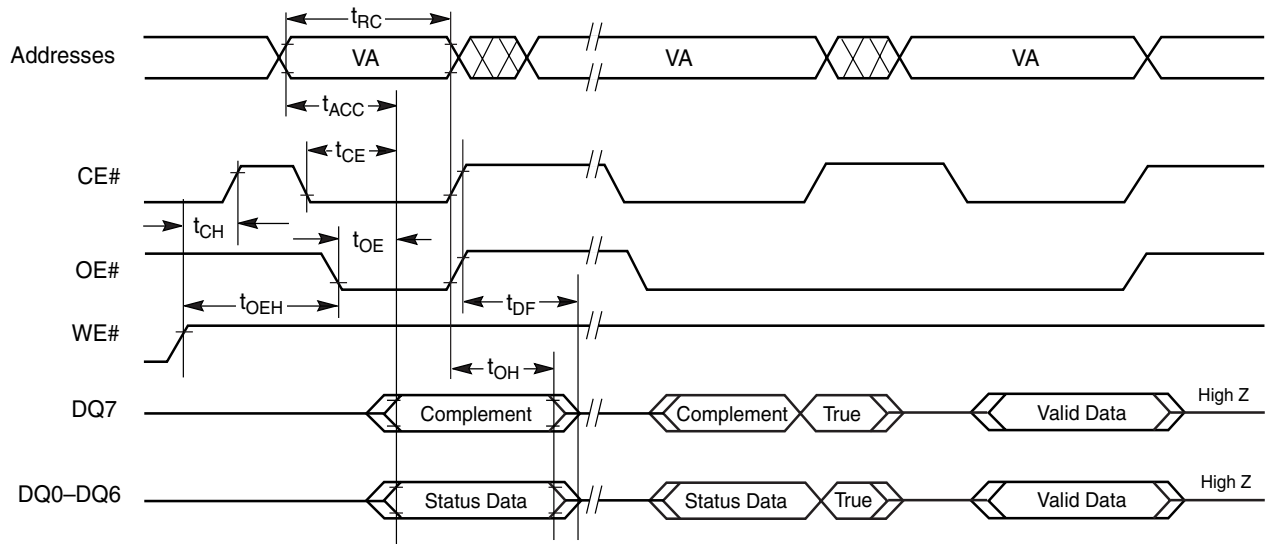 tRC
Addresses VA VA VA
tACC
tCE
CE#
tCH
tOE
OE#
tOEH
tDF
WE#
tOH
DQ7 Complement Complement True Valid Data High Z
DQ0–DQ6 Status Data Status Data True Valid Data High Z